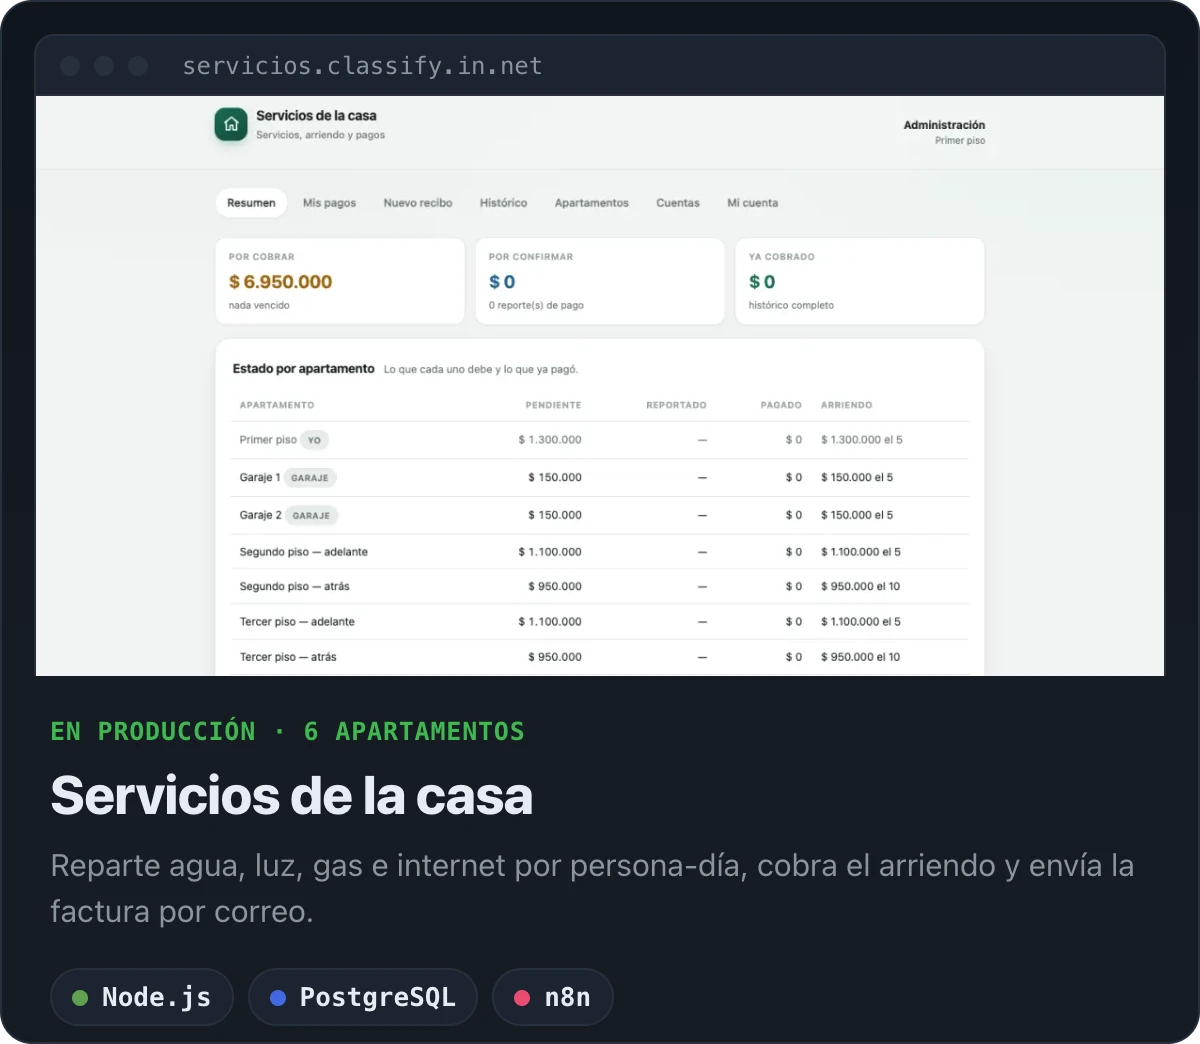 servicios.classify.in.net
Servicios de la casa
Servicios, arriendo y pagos
Administración
Primer piso
Resumen Mis pagos Nuevo recibo Histórico Apartamentos Cuentas Mi cuenta
POR COBRAR
$ 6.950.000
nada vencido
POR CONFIRMAR
$ 0
0 reporte(s) de pago
YA COBRADO
$ 0
histórico completo
Estado por apartamento Lo que cada uno debe y lo que ya pagó.
APARTAMENTO PENDIENTE REPORTADO PAGADO ARRIENDO
Primer piso YO $ 1.300.000 — $ 0 $ 1.300.000 el 5
Garaje 1 GARAJE $ 150.000 — $ 0 $ 150.000 el 5
Garaje 2 GARAJE $ 150.000 — $ 0 $ 150.000 el 5
Segundo piso — adelante $ 1.100.000 — $ 0 $ 1.100.000 el 5
Segundo piso — atrás $ 950.000 — $ 0 $ 950.000 el 10
Tercer piso — adelante $ 1.100.000 — $ 0 $ 1.100.000 el 5
Tercer piso — atrás $ 950.000 — $ 0 $ 950.000 el 10
EN PRODUCCIÓN · 6 APARTAMENTOS
Servicios de la casa
Reparte agua, luz, gas e internet por persona-día, cobra el arriendo y envía la
factura por correo.
Node.js PostgreSQL n8n